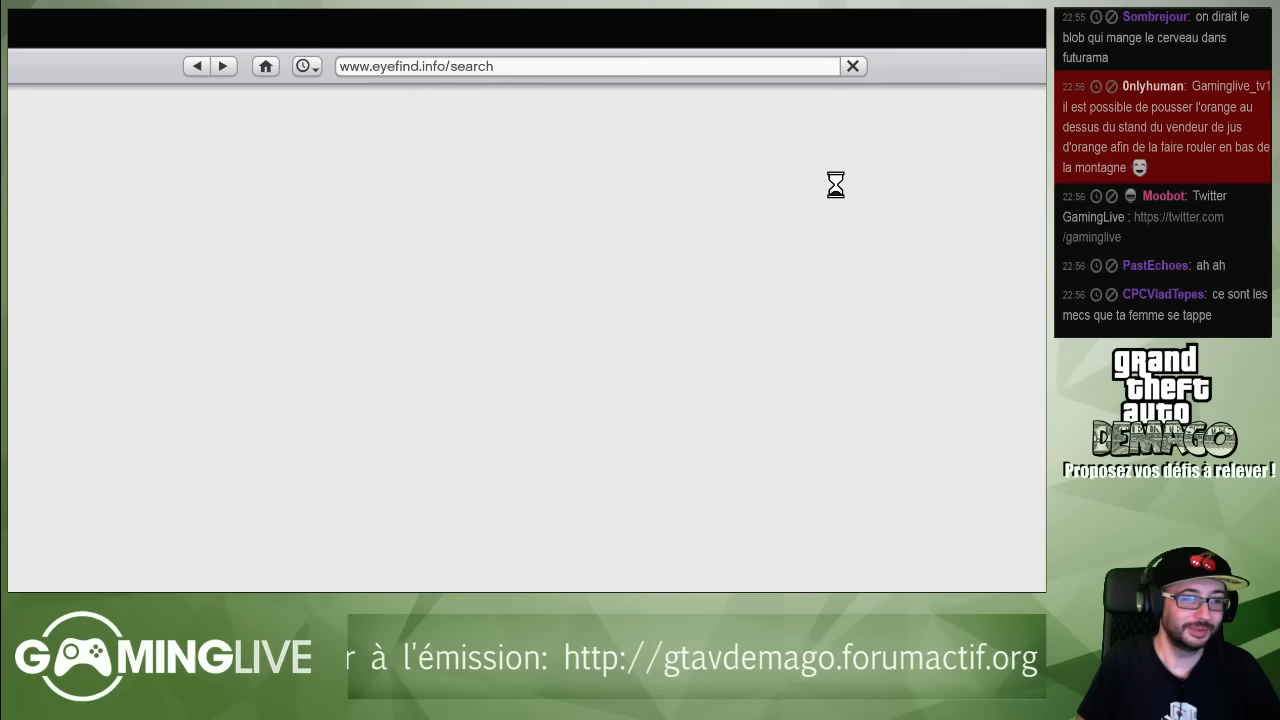 www.eyefind.info/search
22:55 Sombrejour: on dirait le
blob qui mange le cerveau dans
futurama
22:56 0nlyhuman: Gaminglive_tv1
il est possible de pousser l'orange au
dessus du stand du vendeur de jus
d'orange afin de la faire rouler en bas de
la montagne
22:56 Moobot: Twitter
GamingLive : https://twitter.com
/gaminglive
22:56 PastEchoes: ah ah
22:56 CPCVladTepes: ce sont les
mecs que ta femme se tappe
grand
theft
auto
DEMAGO
Proposez vos défis à relever !
GAMINGLIVE
r à l'émission: http://gtavdemago.forumactif.org